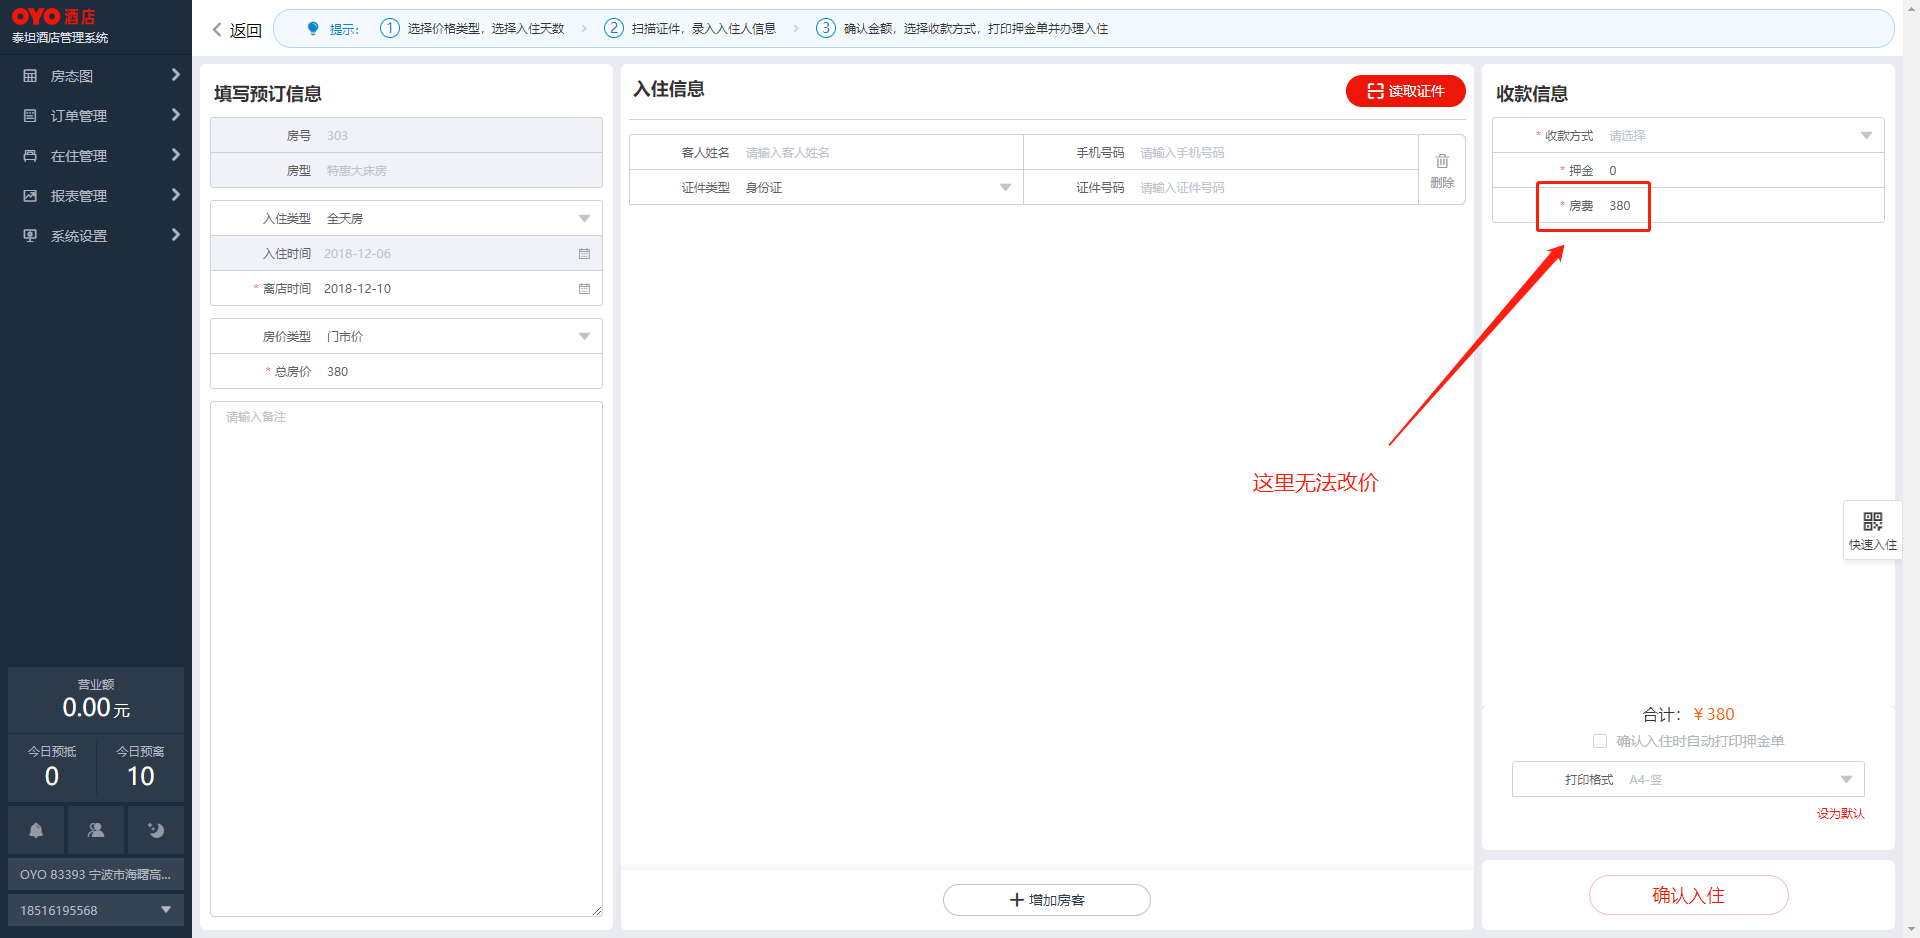 OYO 酒店
泰坦酒店管理系统
房态图
订单管理
在住管理
报表管理
系统设置
营业额
0.00元
今日预抵
0
今日预离
10
OYO 83393 宁波市海曙高...
18516195568
返回
提示:
1 选择价格类型，选择入住天数
2 扫描证件，录入入住人信息
3 确认金额，选择收款方式，打印押金单并办理入住
填写预订信息
房号 303
房型 特惠大床房
入住类型 全天房
入住时间 2018-12-06
* 离店时间 2018-12-10
房价类型 门市价
* 总房价 380
请输入备注
入住信息
读取证件
客人姓名 请输入客人姓名
手机号码 请输入手机号码
证件类型 身份证
证件号码 请输入证件号码
删除
这里无法改价
增加房客
收款信息
* 收款方式 请选择
* 押金 0
* 房费 380
快速入住
合计: ¥ 380
确认入住时自动打印押金单
打印格式 A4-竖
设为默认
确认入住